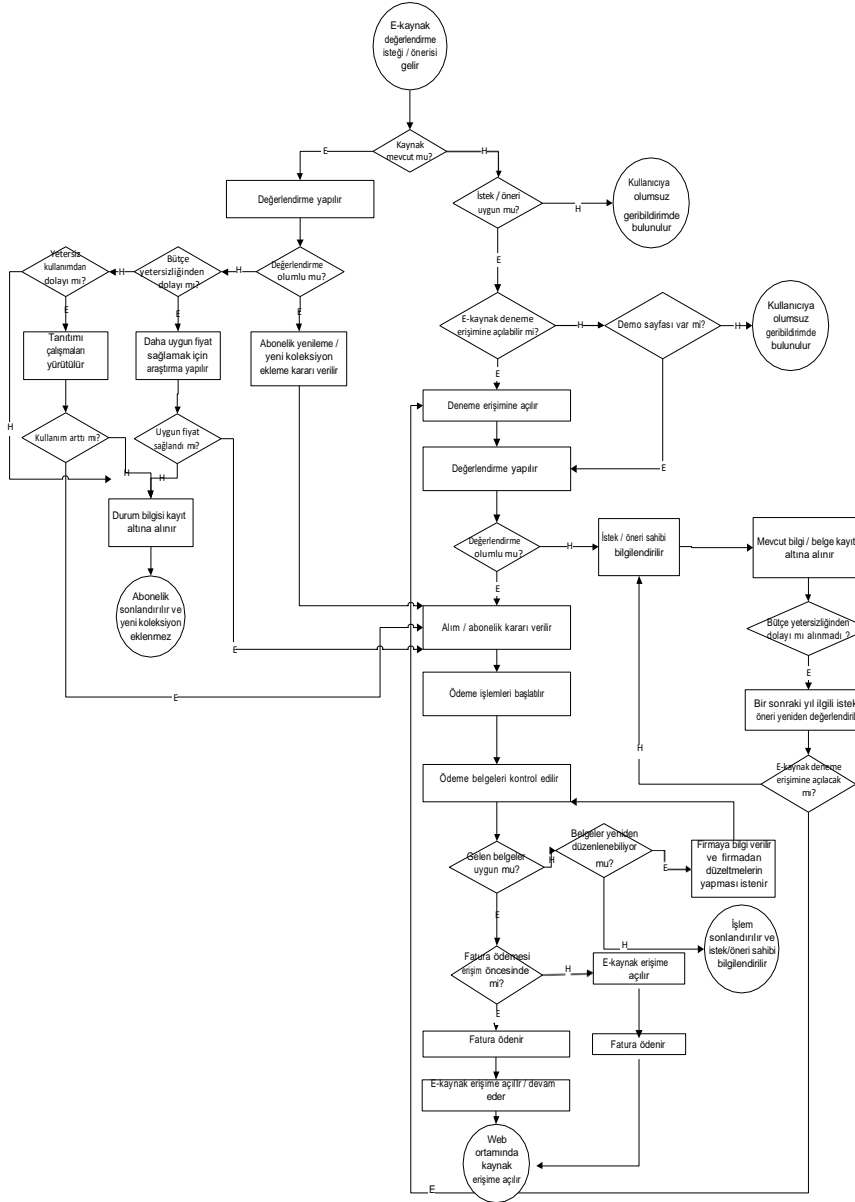 E-kaynak
değerlendirme
isteği / önerisi
gelir
Kaynak
mevcut mu?
E
H
Değerlendirme yapılır
İstek / öneri
uygun mu?
H
Kullanıcıya
olumsuz
geribildirimde
bulunulur
E
Yetersiz
kullanımdan
dolayı mı?
H
Bütçe
yetersizliğinden
dolayı mı?
H
Değerlendirme
olumlu mu?
E
E
E
E-kaynak deneme
erişimine açılabilir mi?
H
Demo sayfası var mi?
H
Kullanıcıya
olumsuz
geribildirimde
bulunulur
Tanıtımı
çalışmaları
yürütülür
Daha uygun fiyat
sağlamak için
araştırma yapılır
Abonelik yenileme /
yeni koleksiyon
ekleme kararı verilir
E
Deneme erişimine açılır
H
Kullanım arttı mı?
Uygun fiyat
sağlandı mı?
E
H
H
Değerlendirme yapılır
E
Durum bilgisi kayıt
altına alınır
Değerlendirme
olumlu mu?
H
İstek / öneri sahibi
bilgilendirilir
Mevcut bilgi / belge kayıt
altına alınır
E
Abonelik
sonlandırılır ve
yeni koleksiyon
eklenmez
Alım / abonelik kararı verilir
Bütçe yetersizliğinden
dolayı mı alınmadı ?
E
E
E
Ödeme işlemleri başlatılır
Bir sonraki yıl ilgili istek
öneri yeniden değerlendiril
H
Ödeme belgeleri kontrol edilir
E-kaynak deneme
erişimine açılacak
mı?
Gelen belgeler
uygun mu?
H
Belgeler yeniden
düzenlenebiliyor
mu?
E
Firmaya bilgi verilir
ve firmadan
düzeltmelerin
yapması istenir
E
H
İşlem
sonlandırılır ve
istek/öneri sahibi
bilgilendirilir
Fatura ödemesi
erişim öncesinde
mi?
H
E-kaynak erişime
açılır
E
Fatura ödenir
Fatura ödenir
E-kaynak erişime açılır / devam
eder
Web
ortamında
kaynak
erişime açılır
E